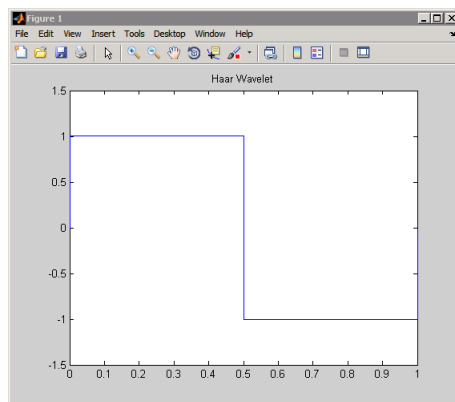 Figure 1
File Edit View Insert Tools Desktop Window Help
Haar Wavelet
1.5
1
0.5
0
-0.5
-1
-1.5
0 0.1 0.2 0.3 0.4 0.5 0.6 0.7 0.8 0.9 1